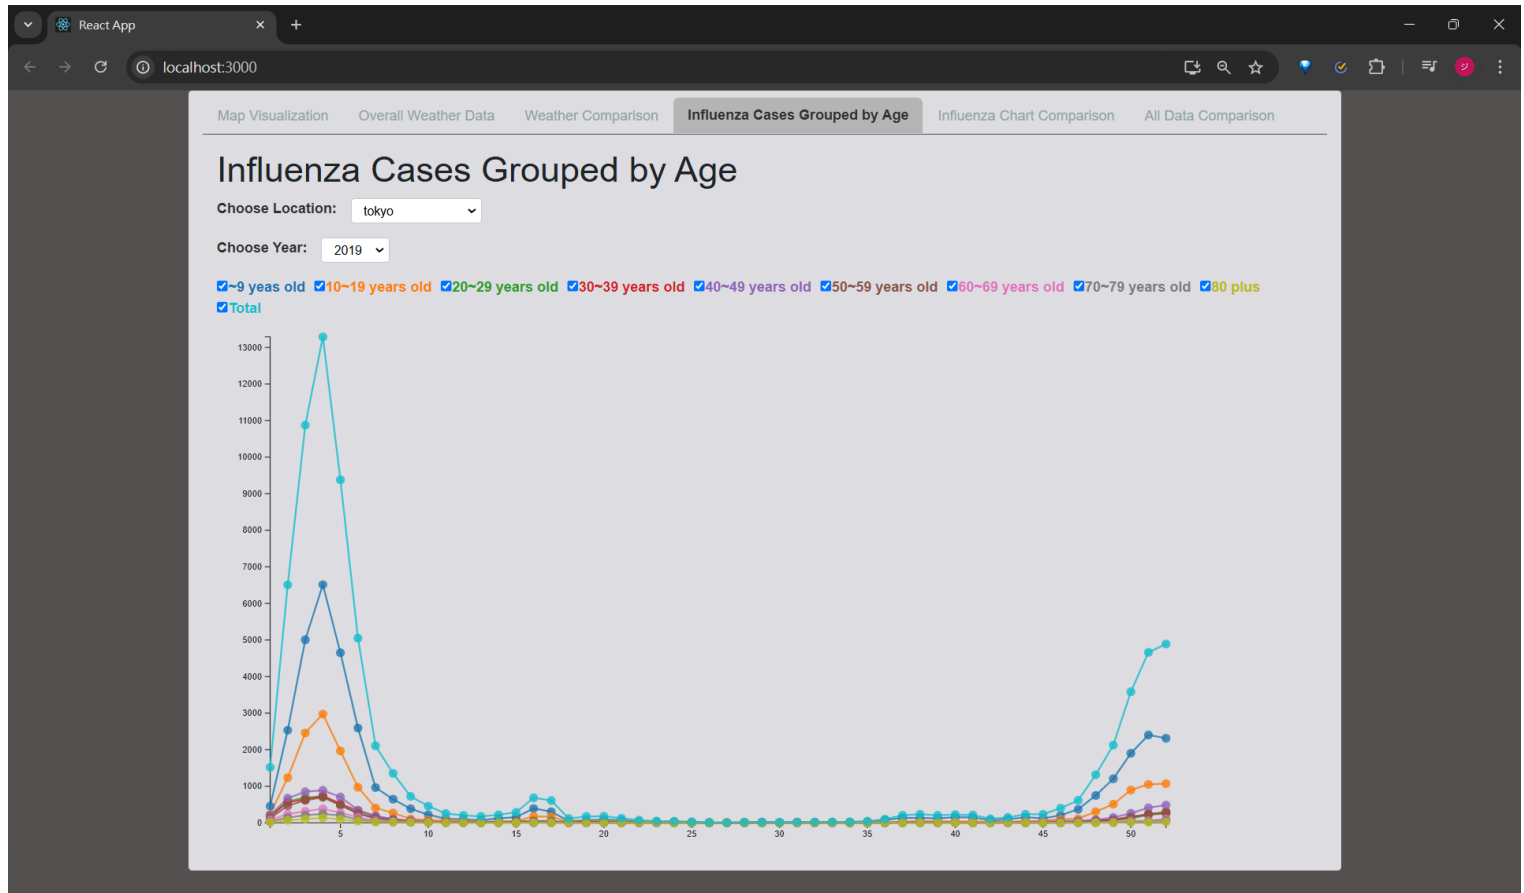 React App
localhost:3000
Map Visualization Overall Weather Data Weather Comparison Influenza Cases Grouped by Age Influenza Chart Comparison All Data Comparison
Influenza Cases Grouped by Age
Choose Location: tokyo
Choose Year: 2019
~9 yeas old 10~19 years old 20~29 years old 30~39 years old 40~49 years old 50~59 years old 60~69 years old 70~79 years old 80 plus
Total
13000
12000
11000
10000
9000
8000
7000
6000
5000
4000
3000
2000
1000
0
5 10 15 20 25 30 35 40 45 50